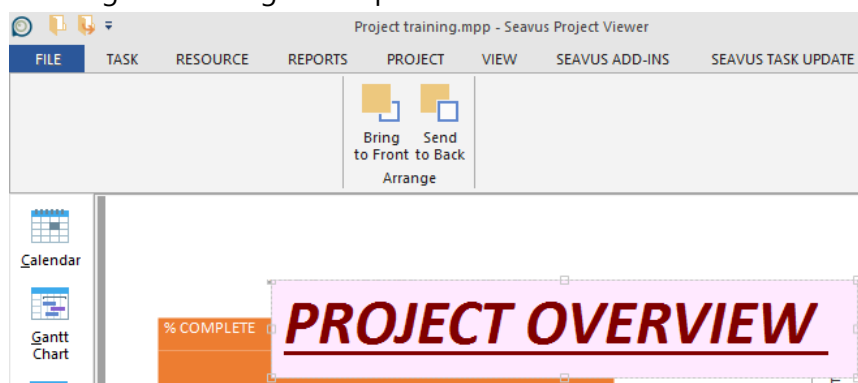 Project training.mpp - Seavus Project Viewer
FILE TASK RESOURCE REPORTS PROJECT VIEW SEAVUS ADD-INS SEAVUS TASK UPDATE
Bring to Front
Send to Back
Arrange
Calendar
Gantt
Chart
% COMPLETE
PROJECT OVERVIEW